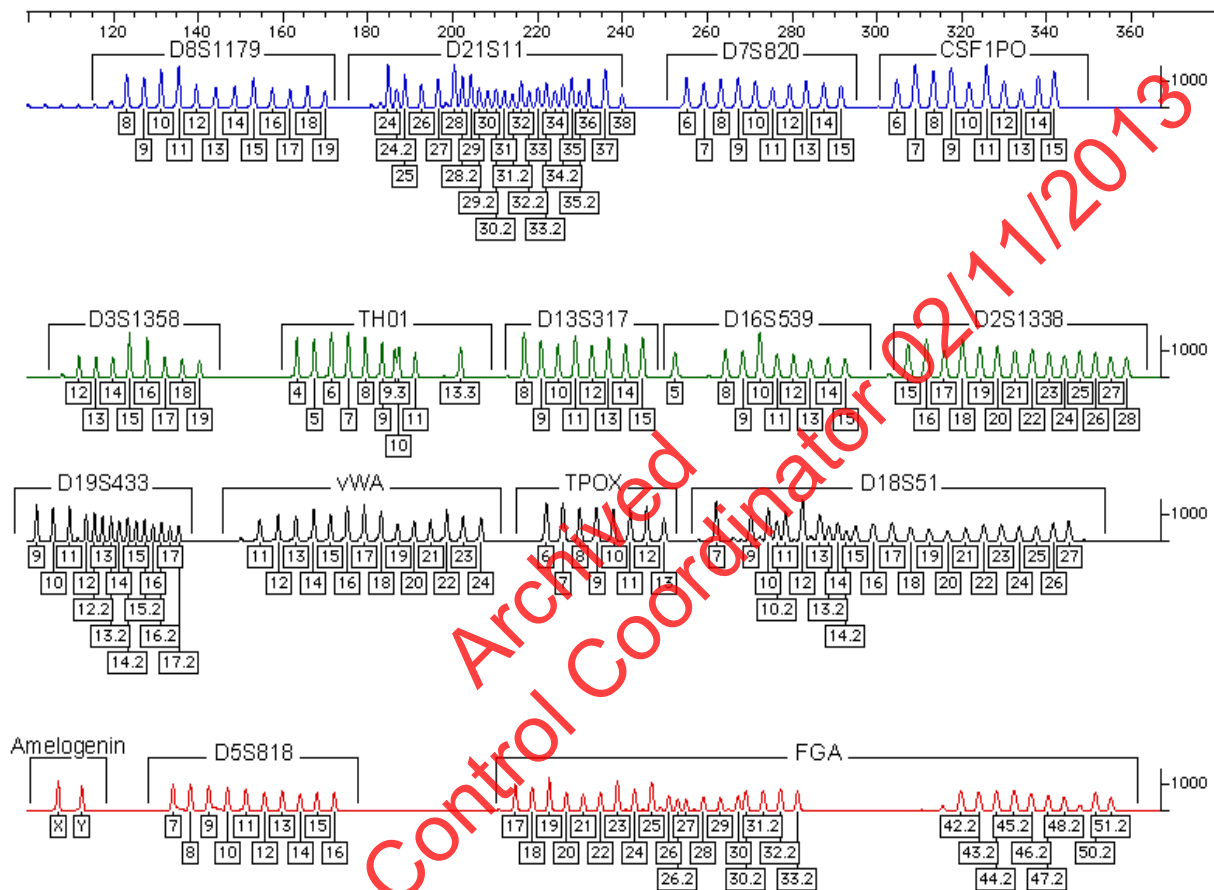 120 140 160 180 200 220 240 260 280 300 320 340 360
D8S1179 D21S11 D7S820 CSF1PO
1000
8 10 12 14 16 18 24 26 28 30 32 34 36 38 6 8 10 12 14 6 8 10 12 14
9 11 13 15 17 19 24.2 27 29 31 33 35 37 7 9 11 13 15 7 9 11 13 15
25 28.2 31.2 34.2
29.2 32.2 35.2
30.2 33.2
D3S1358 TH01 D13S317 D16S539 D2S1338
1000
12 14 16 18 4 6 8 9.3 13.3 8 10 12 14 5 8 10 12 14 15 17 19 21 23 25 27
13 15 17 19 5 7 9 11 9 11 13 15 9 11 13 15 16 18 20 22 24 26 28
10
D19S433 vWA TPOX D18S51
1000
9 11 13 15 17 11 13 15 17 19 21 23 6 8 10 12 7 9 11 13 15 17 19 21 23 25 27
10 12 14 16 12 14 16 18 20 22 24 7 9 11 13 10 12 14 16 18 20 22 24 26
12.2 15.2 10.2 13.2
13.2 16.2 14.2
14.2 17.2
Amelogenin D5S818 FGA
1000
X Y 7 9 11 13 15 17 19 21 23 25 27 29 31.2 42.2 45.2 48.2 51.2
8 10 12 14 16 18 20 22 24 26 28 30 32.2 43.2 46.2 50.2
26.2 30.2 33.2 44.2 47.2
Archived
Control Coordinator 02/11/2013